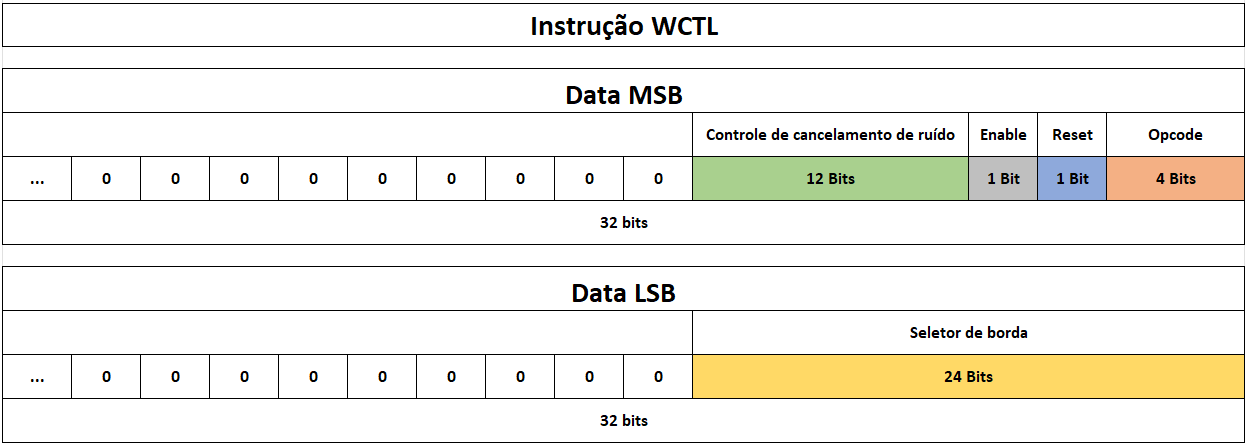 Instrução WCTL
Data MSB
Controle de cancelamento de ruído Enable Reset Opcode
... 0 0 0 0 0 0 0 0 0 12 Bits 1 Bit 1 Bit 4 Bits
32 bits
Data LSB
Seletor de borda
... 0 0 0 0 0 0 0 0 0 24 Bits
32 bits